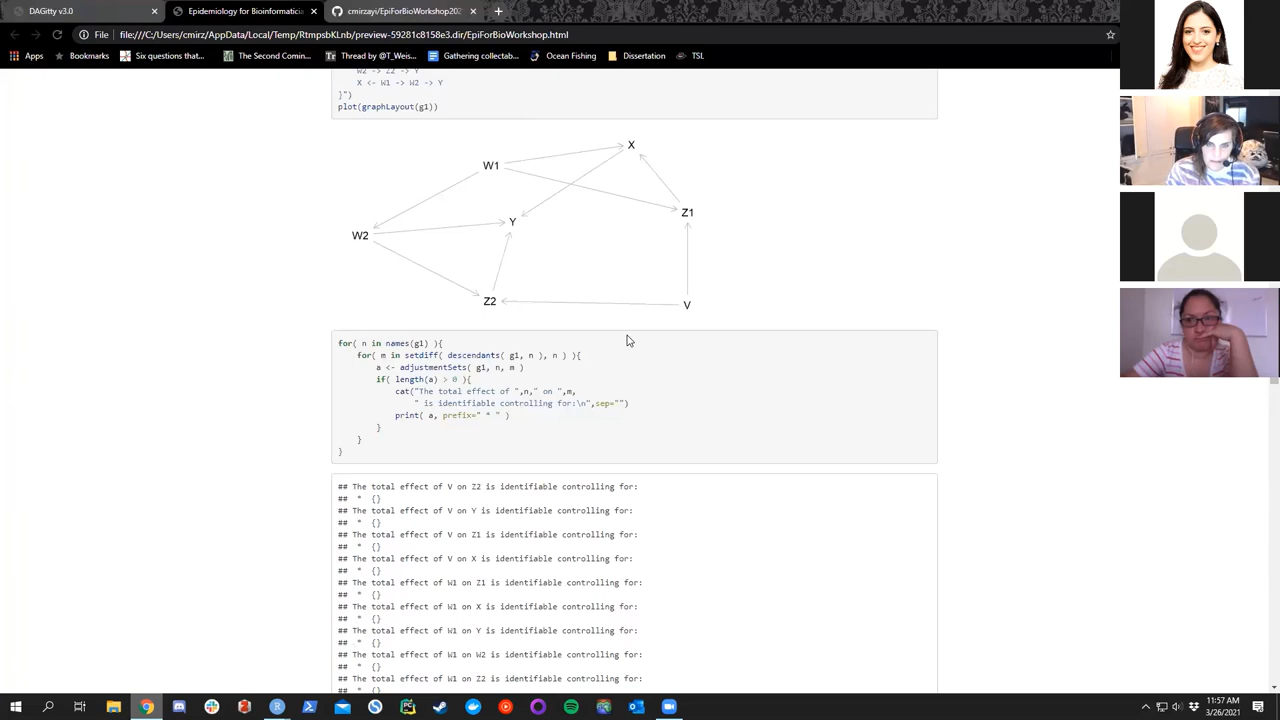 DAGitty v3.0
Epidemiology for Bioinformatici
cmirzayi/EpiForBioWorkshop202
File
file:///C:/Users/cmirz/AppData/Local/Temp/RtmpsbKLnb/preview-59281c8158e3.dir/EpiForBioWorkshop.html
Apps
Bookmarks
Six questions that...
The Second Commin...
Thread by @T_Weis...
Gathering collectab...
Ocean Fishing
Dissertation
TSL
W2 -> Z2 -> Y
X <- W1 -> W2 -> Y
}")
plot(graphLayout(g1))
X
W1
Z1
Y
W2
Z2
V
for( n in names(g1) ){
for( m in setdiff( descendants( g1, n ), n ) ){
a <- adjustmentSets( g1, n, m )
if( length(a) > 0 ){
cat("The total effect of ",n," on ",m,
" is identifiable controlling for:\n",sep="")
print( a, prefix=" * " )
}
}
}
## The total effect of V on Z2 is identifiable controlling for:
## * {}
## The total effect of V on Y is identifiable controlling for:
## * {}
## The total effect of V on Z1 is identifiable controlling for:
## * {}
## The total effect of V on X is identifiable controlling for:
## * {}
## The total effect of W1 on Z1 is identifiable controlling for:
## * {}
## The total effect of W1 on X is identifiable controlling for:
## * {}
## The total effect of W1 on Y is identifiable controlling for:
## * {}
## The total effect of W1 on W2 is identifiable controlling for:
## * {}
## The total effect of W1 on Z2 is identifiable controlling for:
## * {}
11:57 AM
3/26/2021